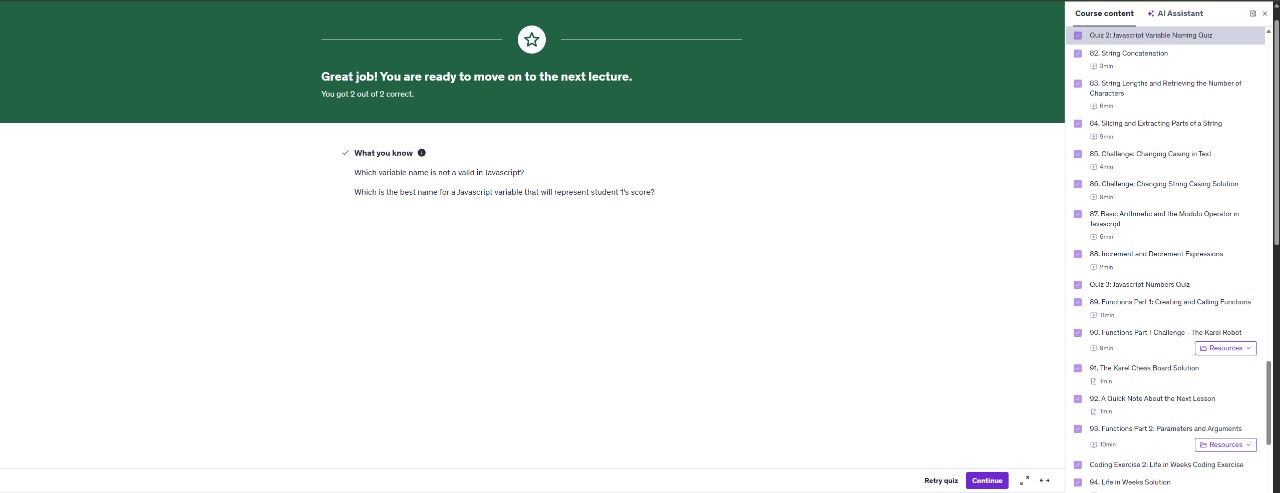 Great job! You are ready to move on to the next lecture.
You got 2 out of 2 correct.
What you know
Which variable name is not a valid in Javascript?
Which is the best name for a Javascript variable that will represent student 1's score?
Retry quiz
Continue
Course content
AI Assistant
Quiz 2: Javascript Variable Naming Quiz
82. String Concatenation
3min
83. String Lengths and Retrieving the Number of
Characters
6min
84. Slicing and Extracting Parts of a String
9min
85. Challenge: Changing Casing in Text
4min
86. Challenge: Changing String Casing Solution
9min
87. Basic Arithmetic and the Modulo Operator in
Javascript
6min
88. Increment and Decrement Expressions
2min
Quiz 3: Javascript Numbers Quiz
89. Functions Part 1: Creating and Calling Functions
11min
90. Functions Part 1 Challenge - The Karel Robot
9min
Resources
91. The Karel Chess Board Solution
1min
92. A Quick Note About the Next Lesson
1min
93. Functions Part 2: Parameters and Arguments
10min
Resources
Coding Exercise 2: Life in Weeks Coding Exercise
94. Life in Weeks Solution